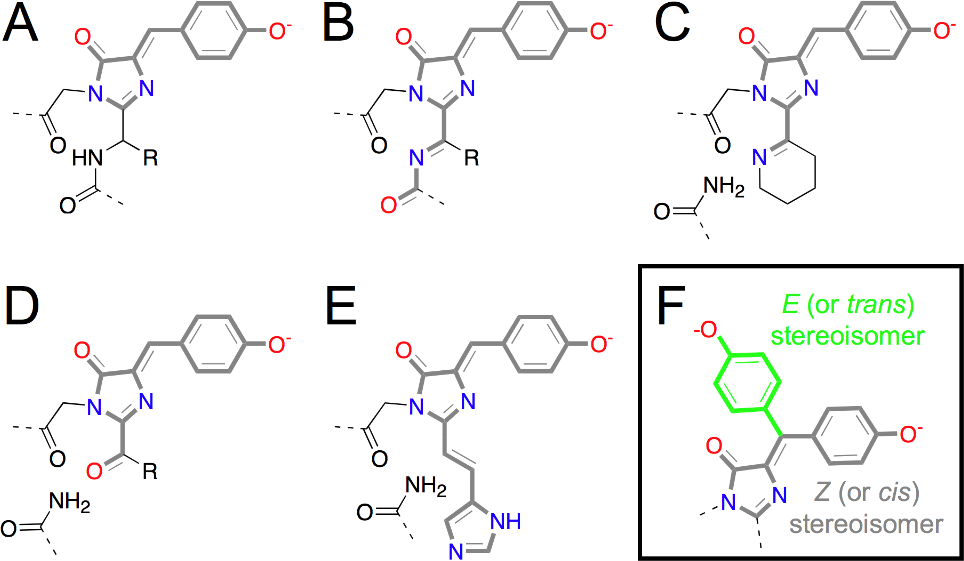 A
B
C
O
O-
N
N
O
HN
R
O
O
O-
N
N
O
N
R
O
O
O-
N
N
O
N
NH2
O
D
E
F
O
O-
N
N
O
O
R
NH2
O
O
O-
N
N
O
NH2
O
NH
N
E (or trans)
stereoisomer
-O
O-
O
N
N
Z (or cis)
stereoisomer